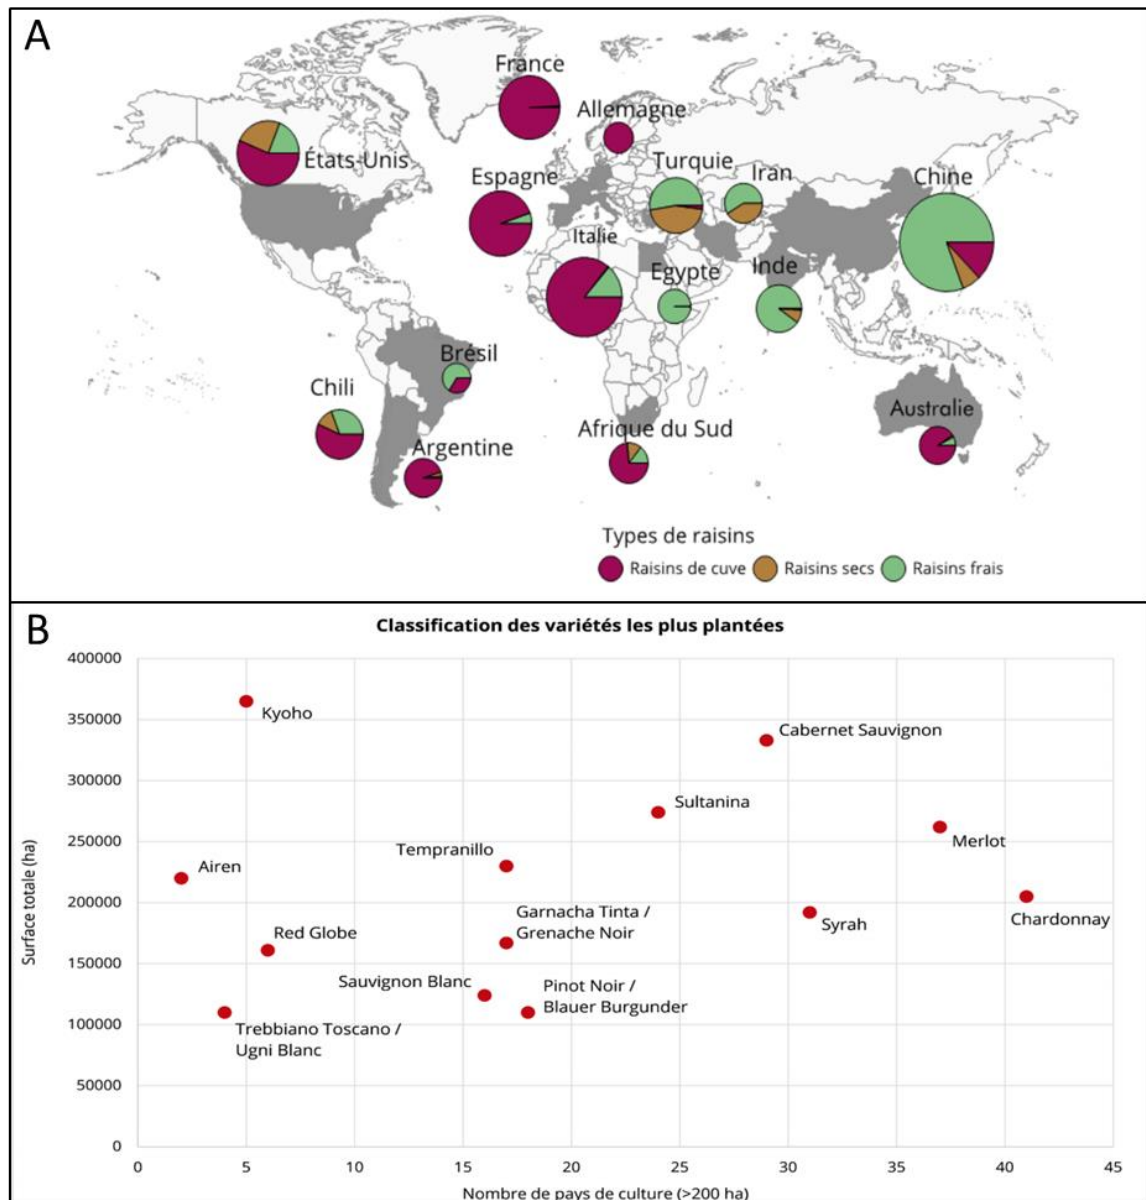 A
France
Allemagne
États-Unis
Turquie
Iran
Chine
Espagne
Italie
Egypte
Inde
Brésil
Chili
Australie
Afrique du Sud
Argentine
Types de raisins
Raisins de cuve
Raisins secs
Raisins frais
B
Classification des variétés les plus plantées
400000
350000
300000
250000
200000
150000
100000
50000
0
Surface totale (ha)
Kyoho
Cabernet Sauvignon
Sultanina
Merlot
Tempranillo
Airen
Garnacha Tinta /
Grenache Noir
Syrah
Chardonnay
Red Globe
Sauvignon Blanc
Pinot Noir /
Blauer Burgunder
Trebbiano Toscano /
Ugni Blanc
0 5 10 15 20 25 30 35 40 45
Nombre de pays de culture (>200 ha)